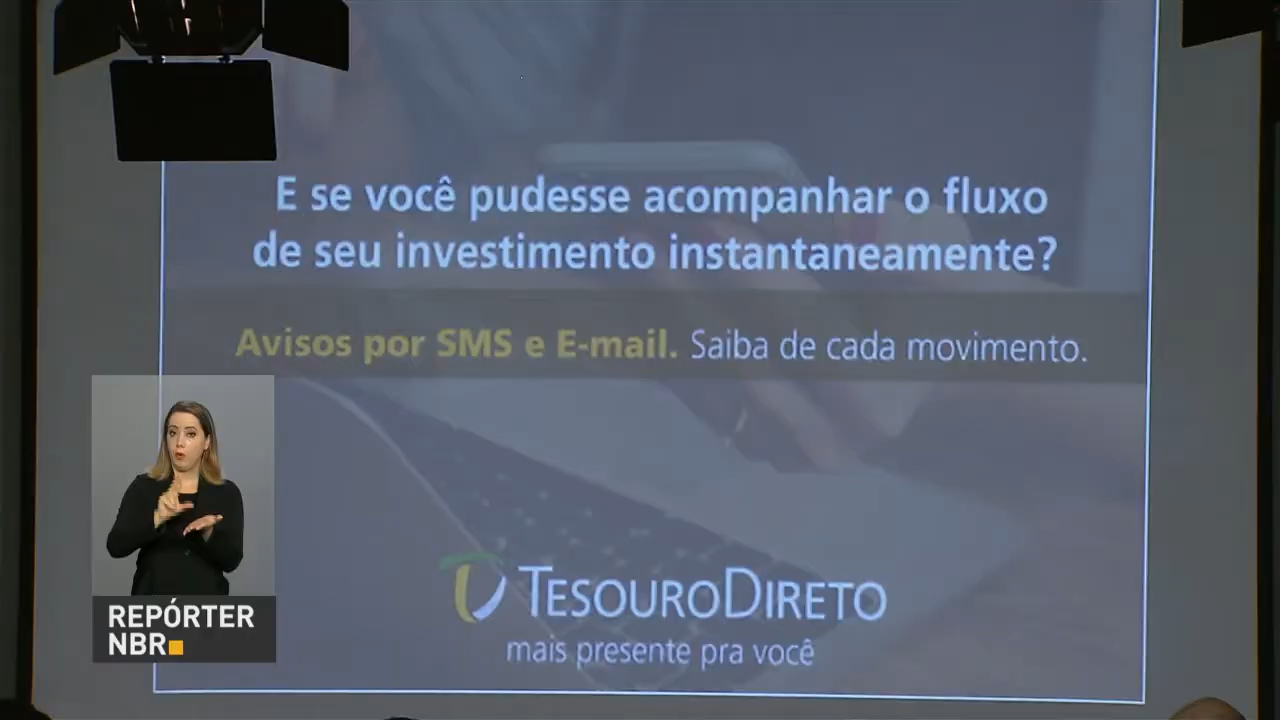 E se você pudesse acompanhar o fluxo
de seu investimento instantaneamente?
Avisos por SMS e E-mail. Saiba de cada movimento.
TESOURODIRETO
mais presente pra você
REPÓRTER
NBR